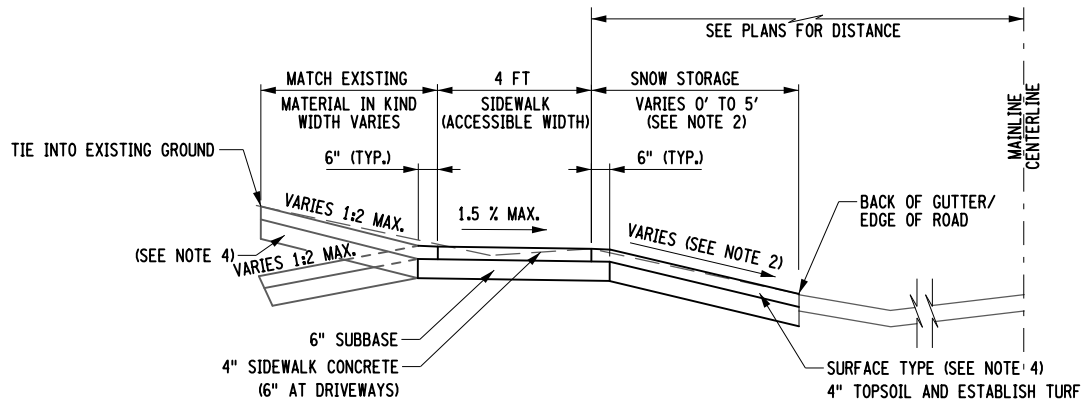 SEE PLANS FOR DISTANCE
MATCH EXISTING
MATERIAL IN KIND
WIDTH VARIES
4 FT
SIDEWALK
(ACCESSIBLE WIDTH)
SNOW STORAGE
VARIES 0' TO 5'
(SEE NOTE 2)
MAINLINE
CENTERLINE
TIE INTO EXISTING GROUND
6" (TYP.)
6" (TYP.)
VARIES 1:2 MAX.
1.5 % MAX.
BACK OF GUTTER/
EDGE OF ROAD
(SEE NOTE 4)
VARIES 1:2 MAX.
VARIES (SEE NOTE 2)
6" SUBBASE
4" SIDEWALK CONCRETE
(6" AT DRIVEWAYS)
SURFACE TYPE (SEE NOTE 4)
4" TOPSOIL AND ESTABLISH TURF